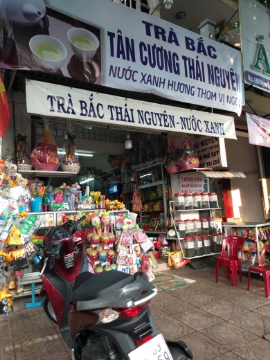 TRÀ BẮC
TÂN CƯƠNG THÁI NGUYÊN
NƯỚC XANH HƯƠNG THƠM VỊ NGỌT
TRÀ BẮC THÁI NGUYÊN - NƯỚC XANH